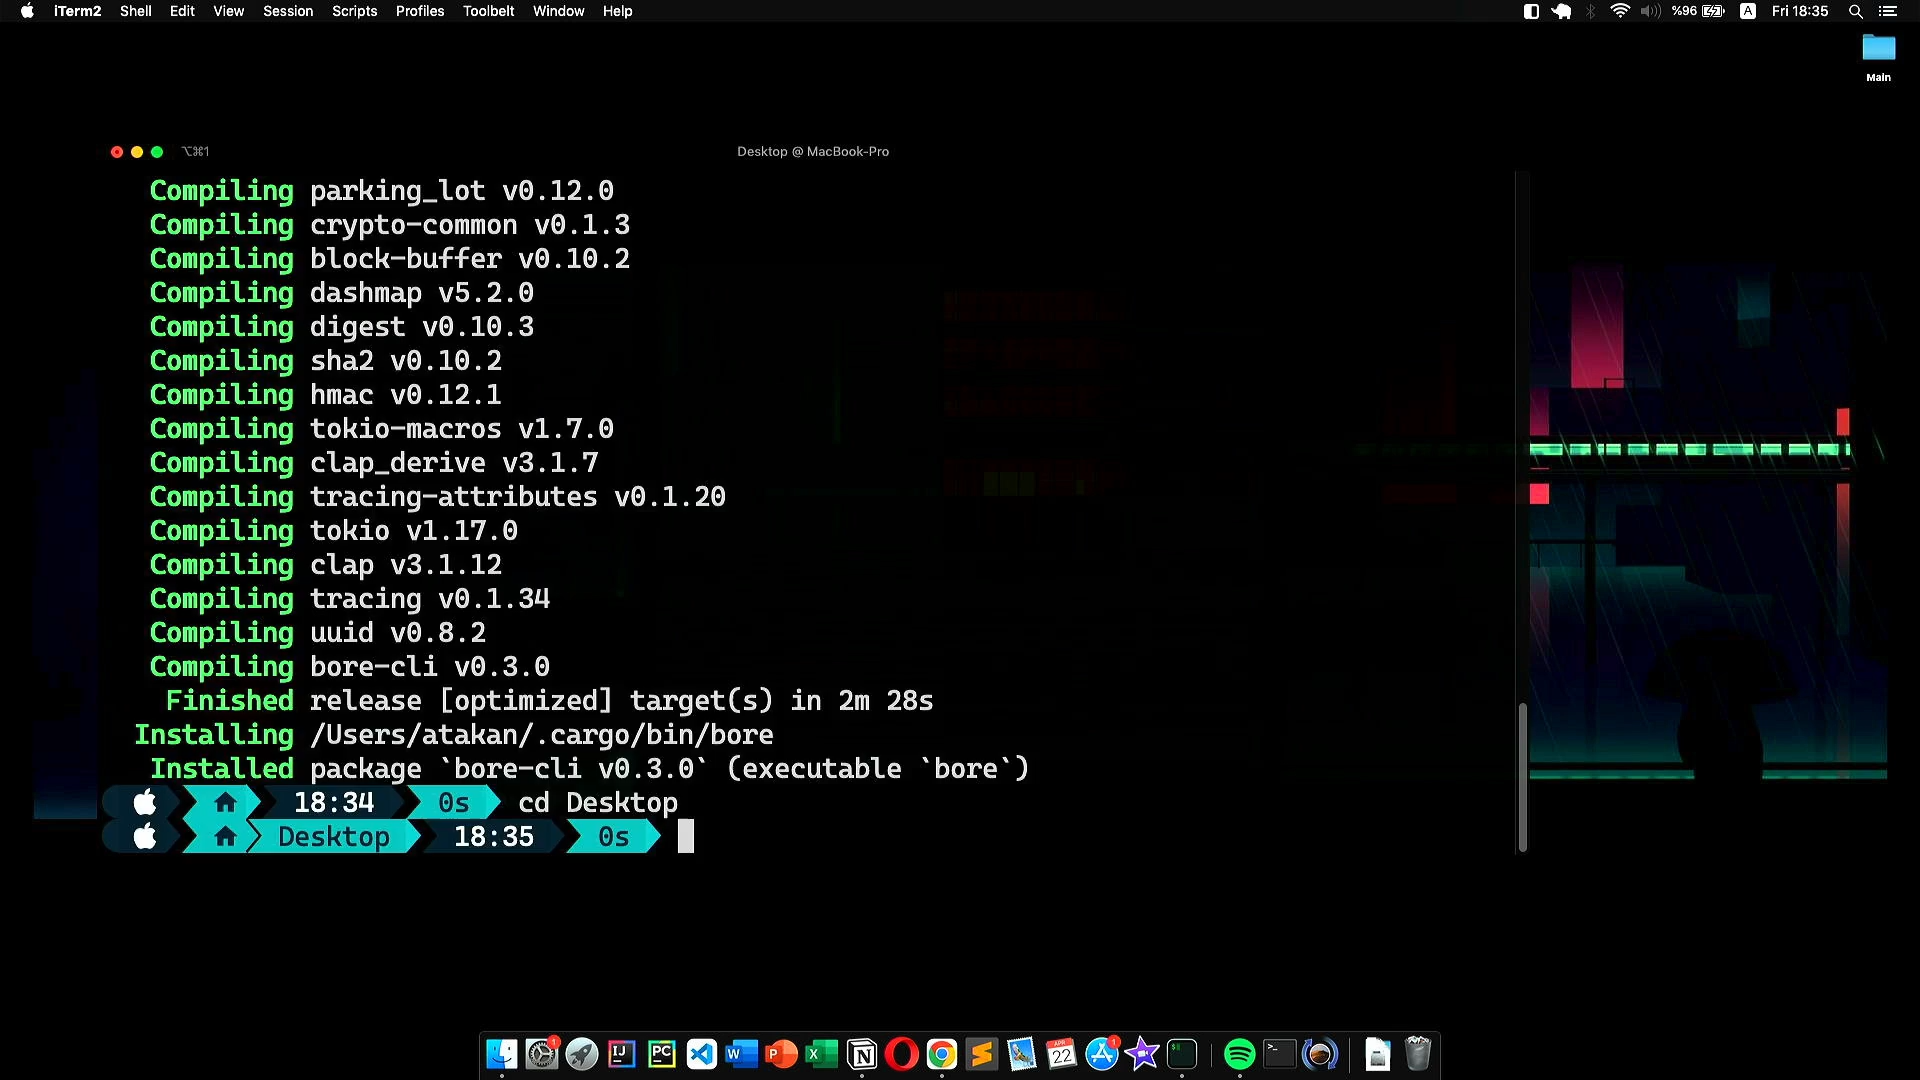 iTerm2 Shell Edit View Session Scripts Profiles Toolbelt Window Help %96 A Fri 18:35
Main
⌥⌘1 Desktop @ MacBook-Pro
Compiling parking_lot v0.12.0
Compiling crypto-common v0.1.3
Compiling block-buffer v0.10.2
Compiling dashmap v5.2.0
Compiling digest v0.10.3
Compiling sha2 v0.10.2
Compiling hmac v0.12.1
Compiling tokio-macros v1.7.0
Compiling clap_derive v3.1.7
Compiling tracing-attributes v0.1.20
Compiling tokio v1.17.0
Compiling clap v3.1.12
Compiling tracing v0.1.34
Compiling uuid v0.8.2
Compiling bore-cli v0.3.0
Finished release [optimized] target(s) in 2m 28s
Installing /Users/atakan/.cargo/bin/bore
Installed package `bore-cli v0.3.0` (executable `bore`)
18:34 0s cd Desktop
Desktop 18:35 0s
1 IJ PC W P X N APR 22 1